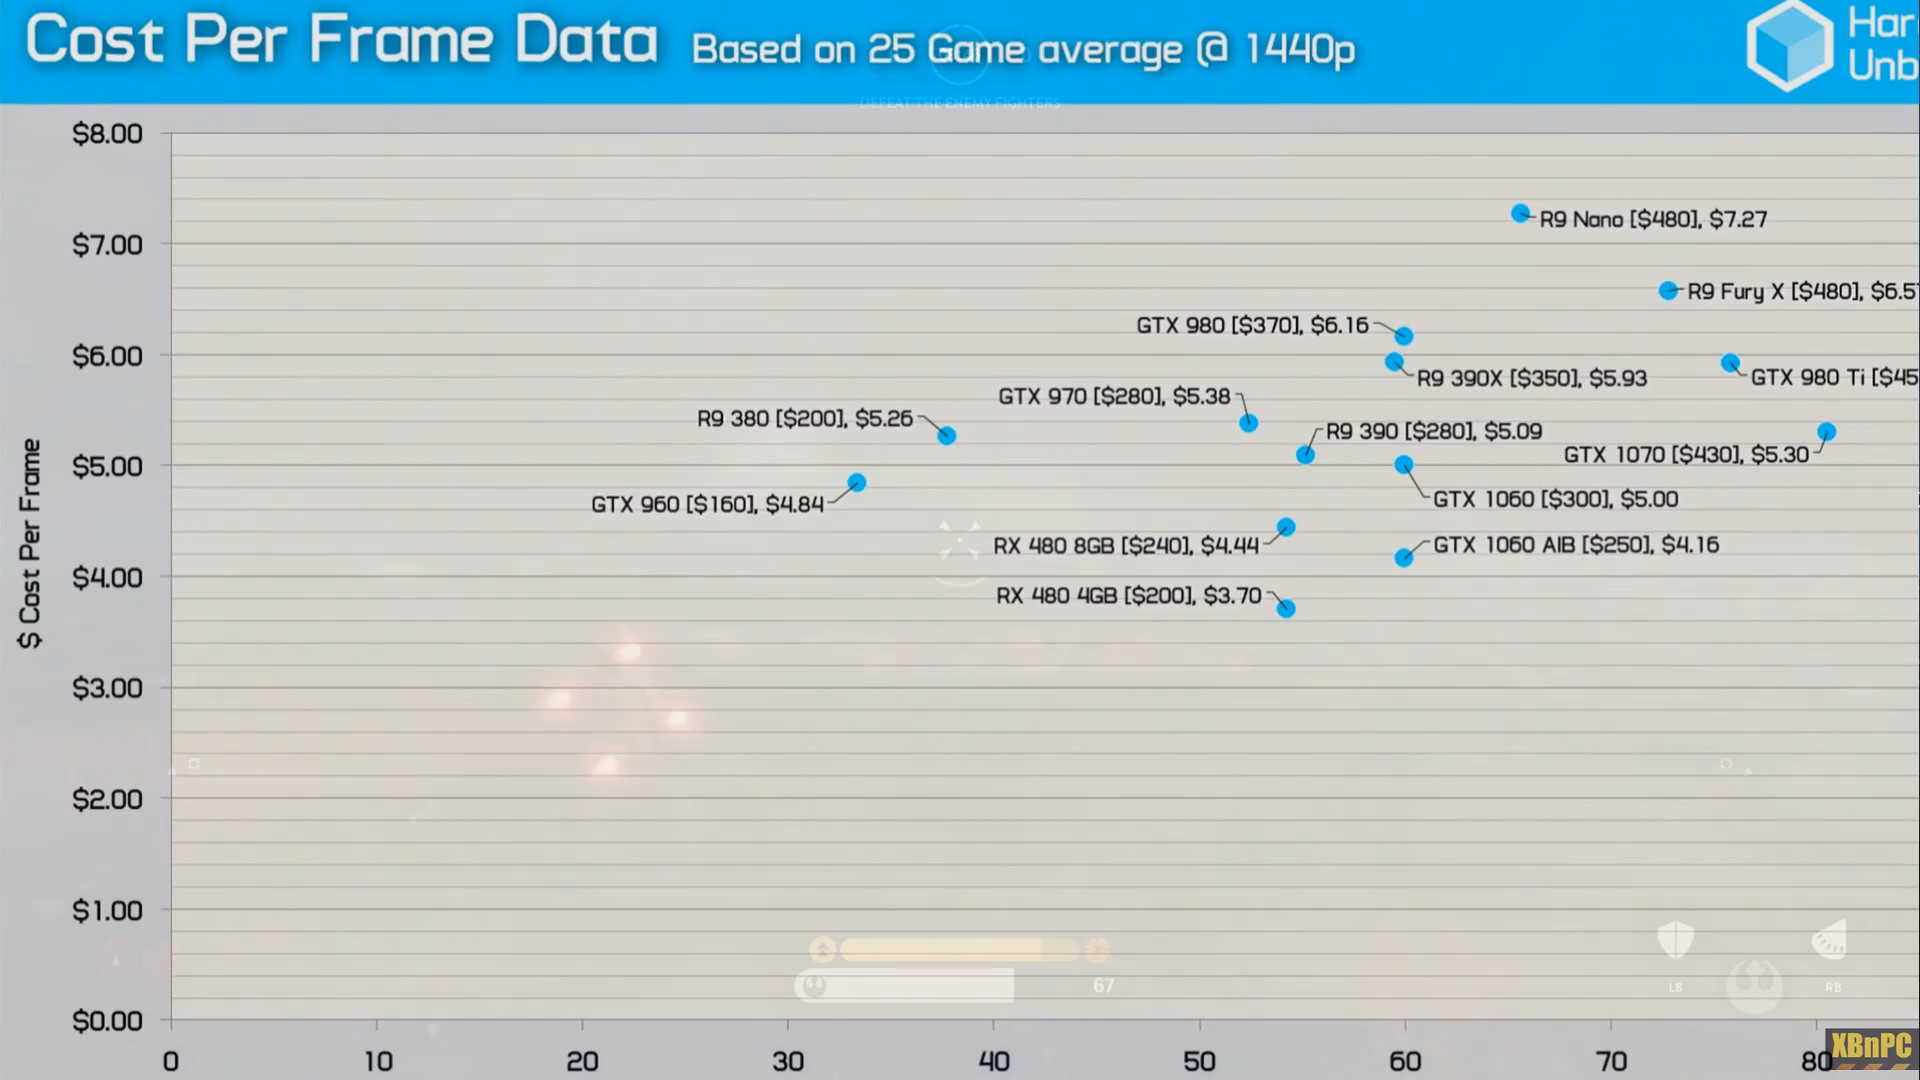 Cost Per Frame Data Based on 25 Game average @ 1440p
Har
Unb
DEFEAT THE ENEMY FIGHTERS
$8.00
R9 Nano [$480], $7.27
$7.00
R9 Fury X [$480], $6.5
GTX 980 [$370], $6.16
$6.00
R9 390X [$350], $5.93
GTX 980 Ti [$45
GTX 970 [$280], $5.38
R9 380 [$200], $5.26
R9 390 [$280], $5.09
GTX 1070 [$430], $5.30
$5.00
GTX 960 [$160], $4.84
GTX 1060 [$300], $5.00
RX 480 8GB [$240], $4.44
GTX 1060 AIB [$250], $4.16
$4.00
RX 480 4GB [$200], $3.70
$ Cost Per Frame
$3.00
$2.00
$1.00
67
LB
RB
$0.00
0 10 20 30 40 50 60 70 80
XBnPC